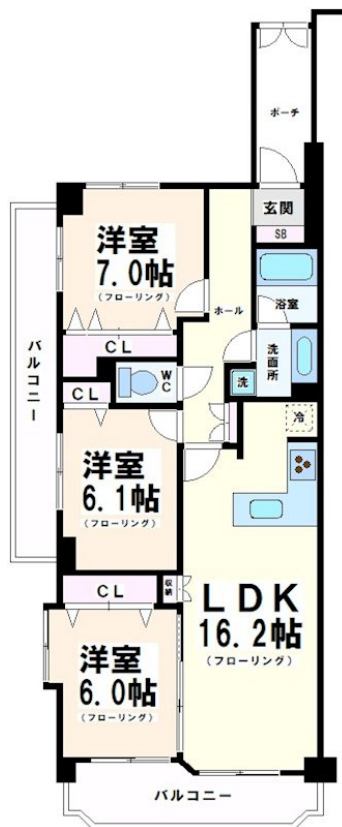 ポーチ
玄関
SB
洋室
7.0帖
(フローリング)
ホール
浴室
洗面所
バルコニー
CL
WC
洗
CL
冷
洋室
6.1帖
(フローリング)
CL
収納
LDK
16.2帖
(フローリング)
洋室
6.0帖
(フローリング)
バルコニー